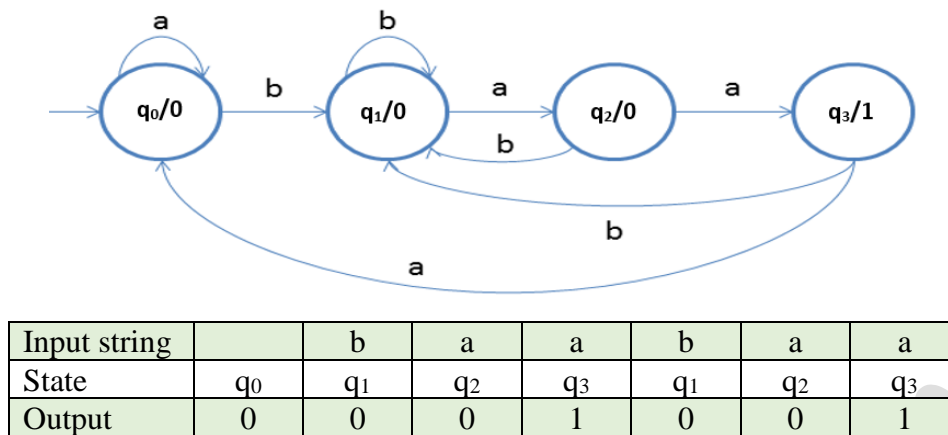 a b
q₀/0 b q₁/0 a q₂/0 a q₃/1
b
b
a
Input string b a a b a a
State q₀ q₁ q₂ q₃ q₁ q₂ q₃
Output 0 0 0 1 0 0 1